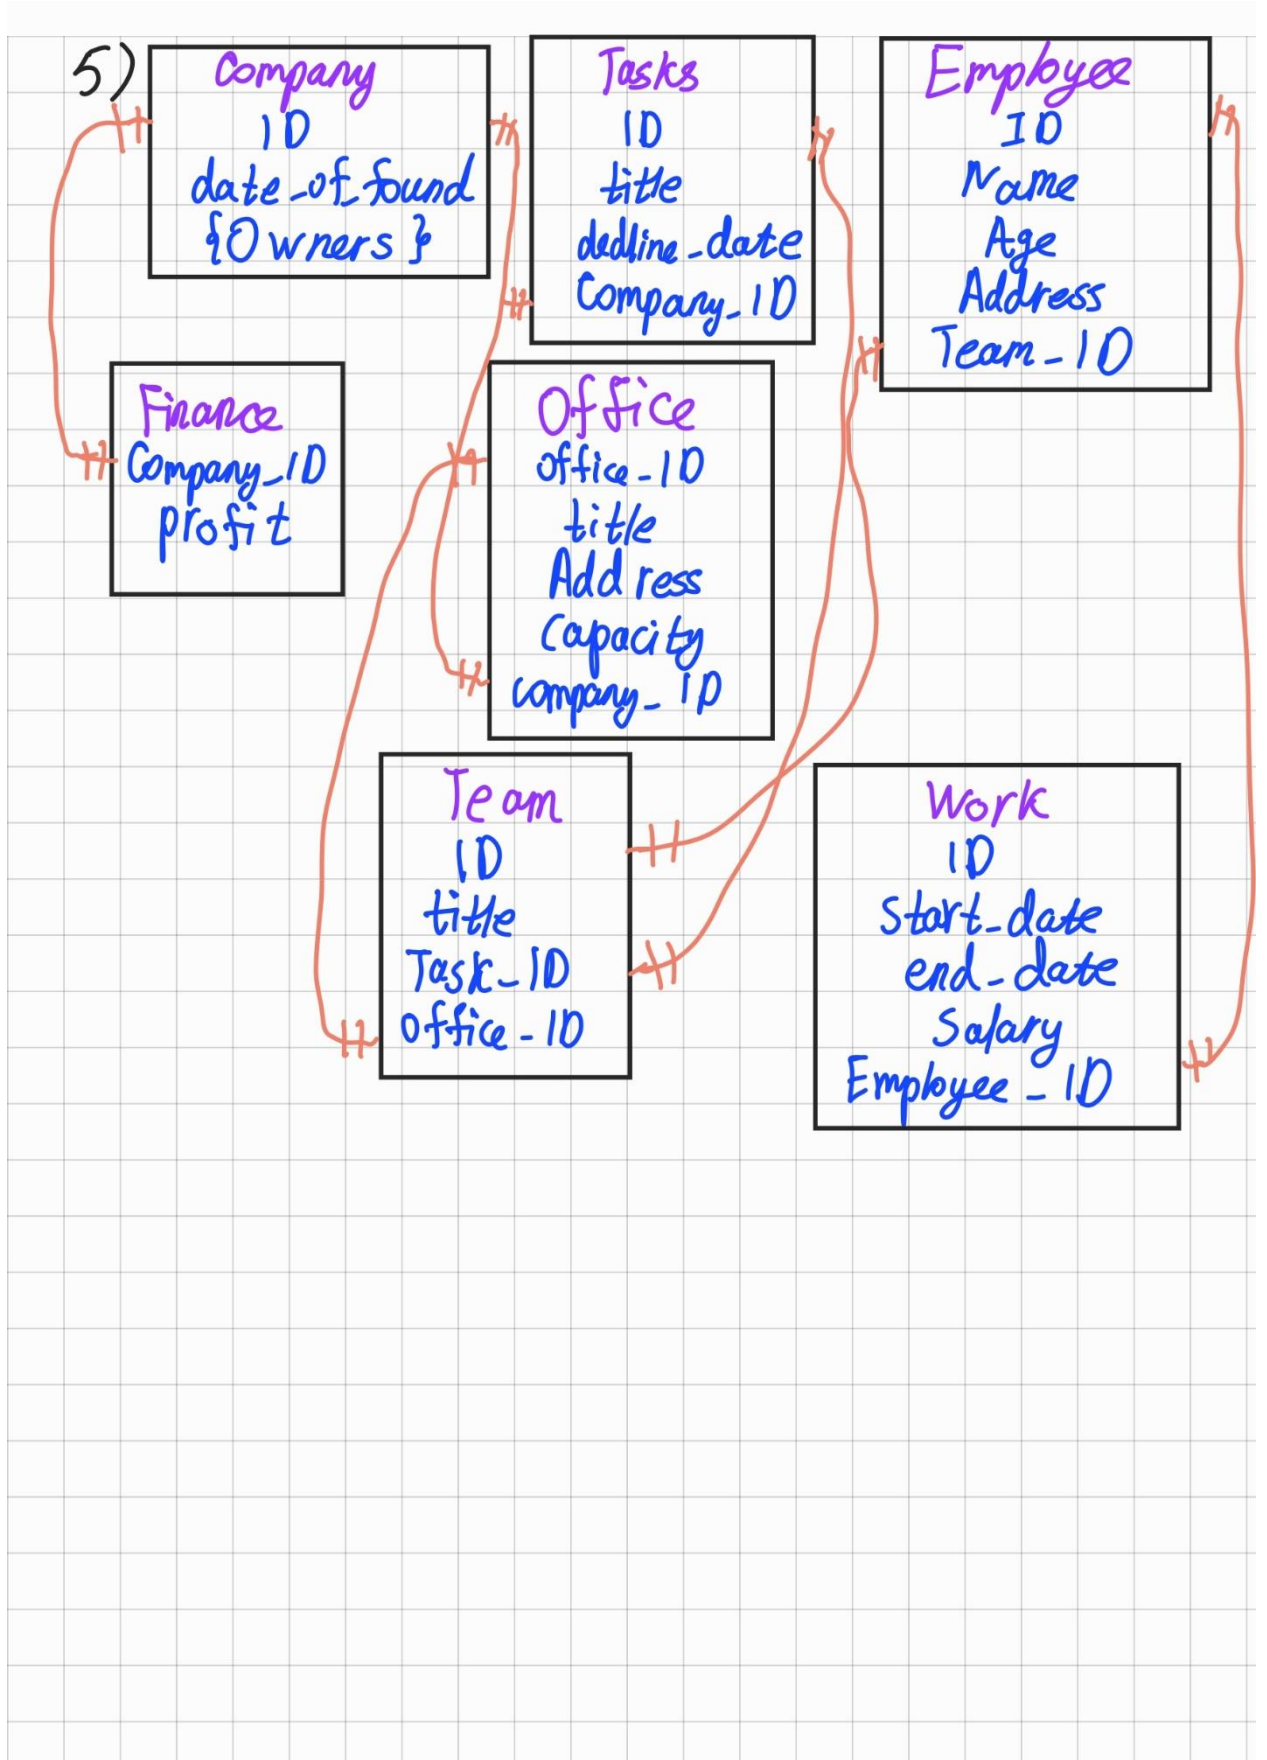 5)
Company
ID
date_of_found
{Owners}
Tasks
ID
title
dedline_date
Company_ID
Employee
ID
Name
Age
Address
Team_ID
Finance
Company_ID
profit
Office
office_ID
title
Address
Capacity
company_ID
Team
ID
title
Task_ID
Office_ID
Work
ID
Start_date
end_date
Salary
Employee_ID